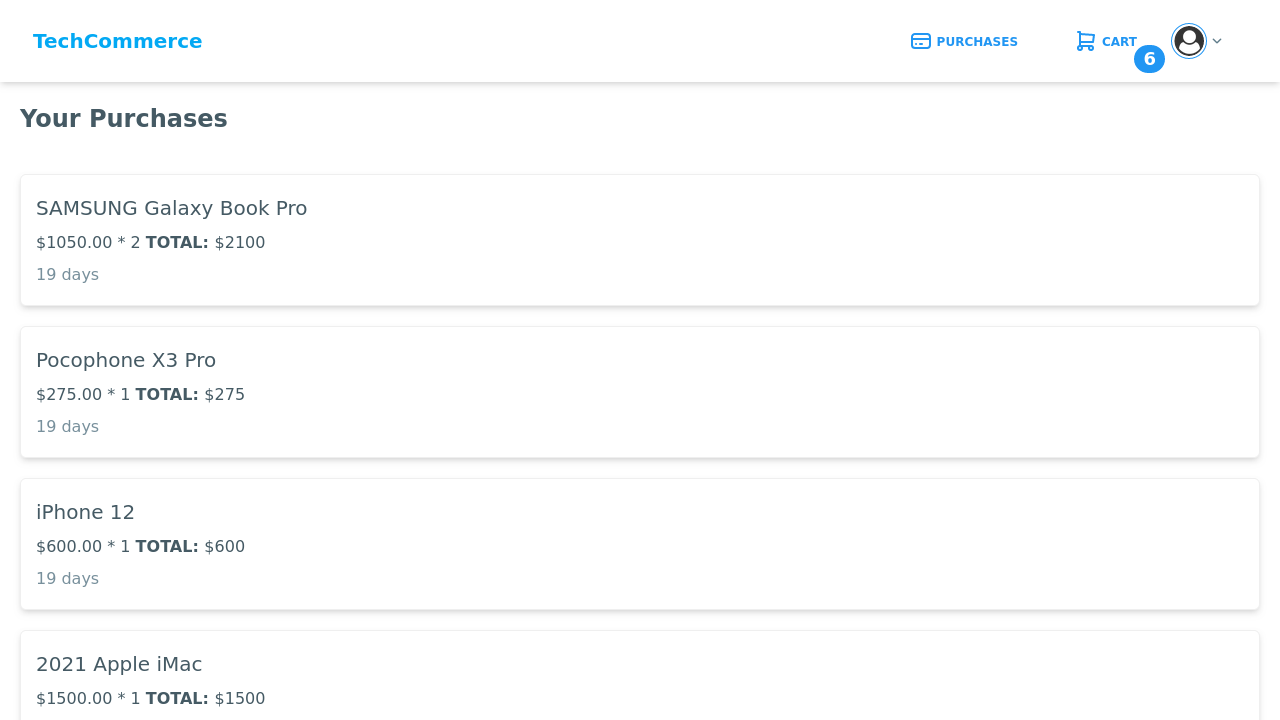 TechCommerce
PURCHASES
CART
6
Your Purchases
SAMSUNG Galaxy Book Pro
$1050.00 * 2 TOTAL: $2100
19 days
Pocophone X3 Pro
$275.00 * 1 TOTAL: $275
19 days
iPhone 12
$600.00 * 1 TOTAL: $600
19 days
2021 Apple iMac
$1500.00 * 1 TOTAL: $1500